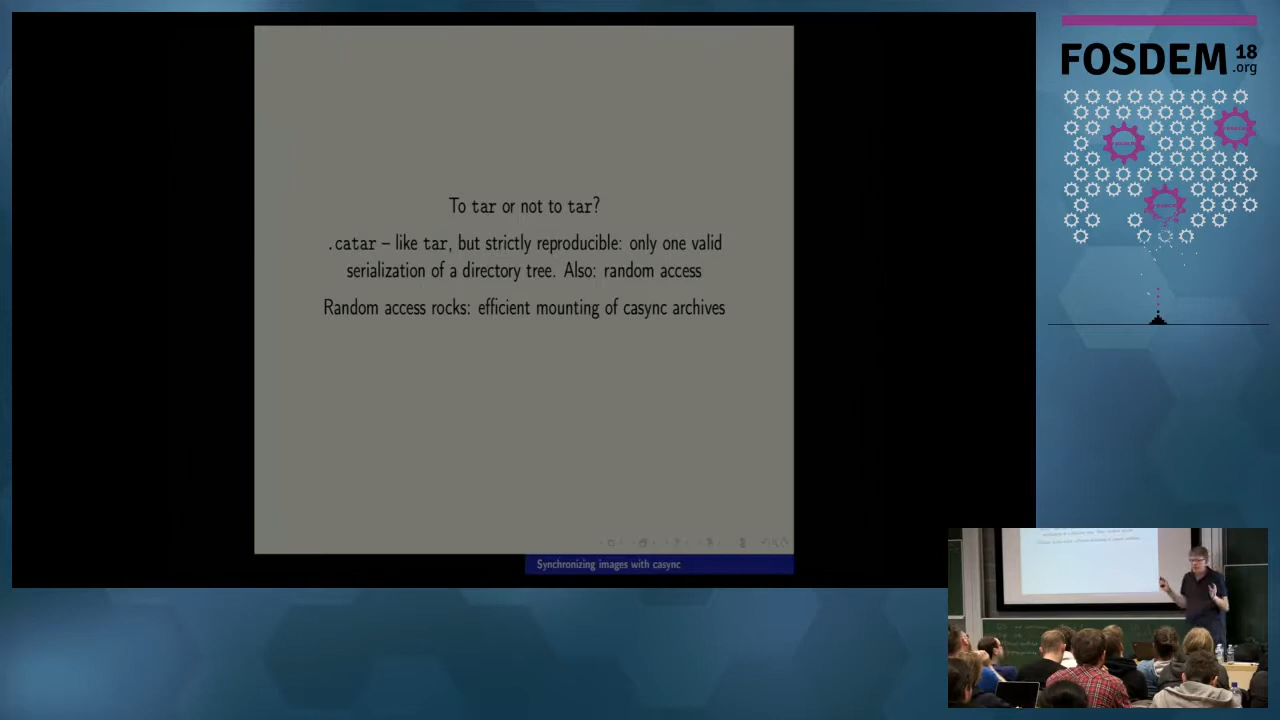 To tar or not to tar?
.catar – like tar, but strictly reproducible: only one valid
serialization of a directory tree. Also: random access
Random access rocks: efficient mounting of casync archives
Synchronizing images with casync
FOSDEM 18
.org